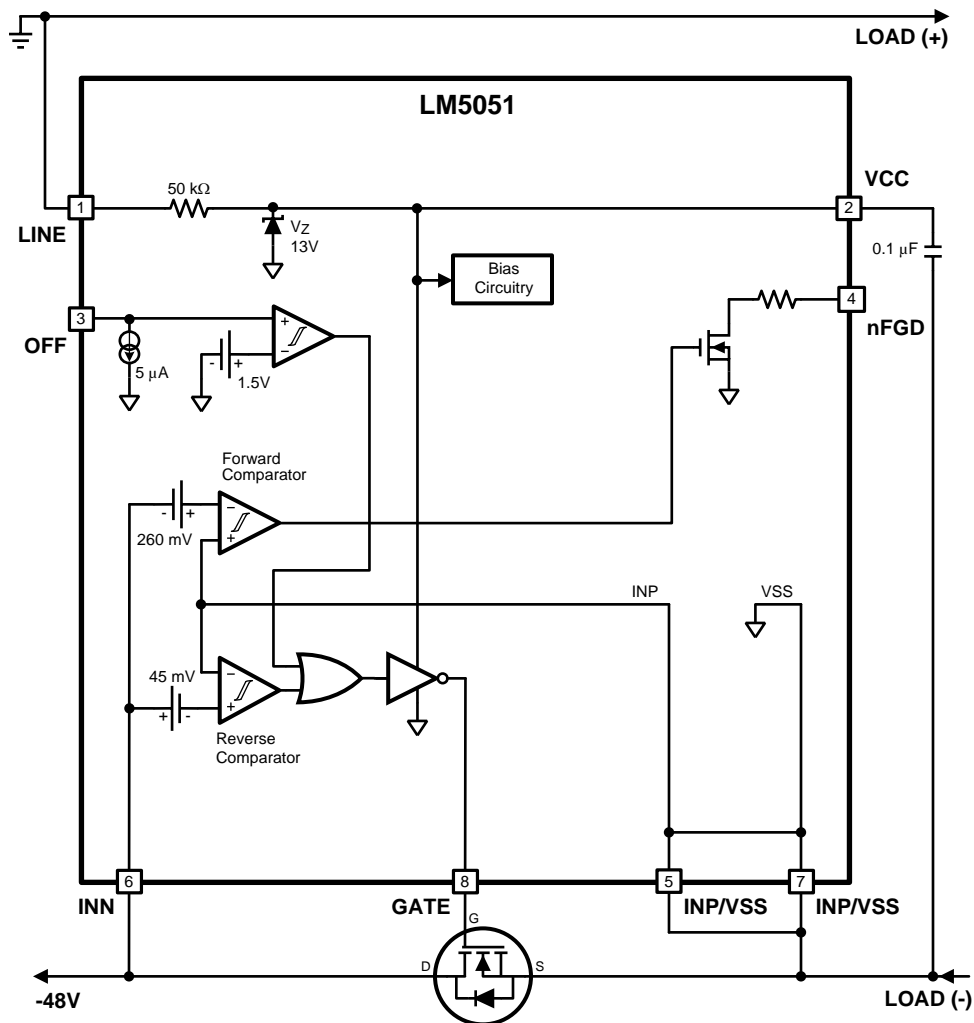 LOAD (+)
LM5051
VCC
50 kΩ
1
2
LINE
VZ
13V
0.1 μF
Bias
Circuitry
3
+
4
OFF
−
nFGD
5 μA
- +
1.5V
Forward
Comparator
−
- +
260 mV
+
INP
VSS
45 mV
−
+ -
+
Reverse
Comparator
6
8
5
7
INN
GATE
INP/VSS
INP/VSS
G
D
S
-48V
LOAD (-)